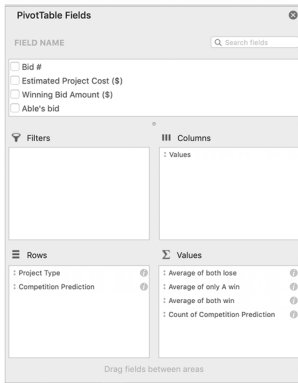 PivotTable Fields
FIELD NAME
Search fields
Bid #
Estimated Project Cost ($)
Winning Bid Amount ($)
Able's bid
Filters
Columns
Values
Rows
Values
Project Type
Competition Prediction
Average of both lose
Average of only A win
Average of both win
Count of Competition Prediction
Drag fields between areas